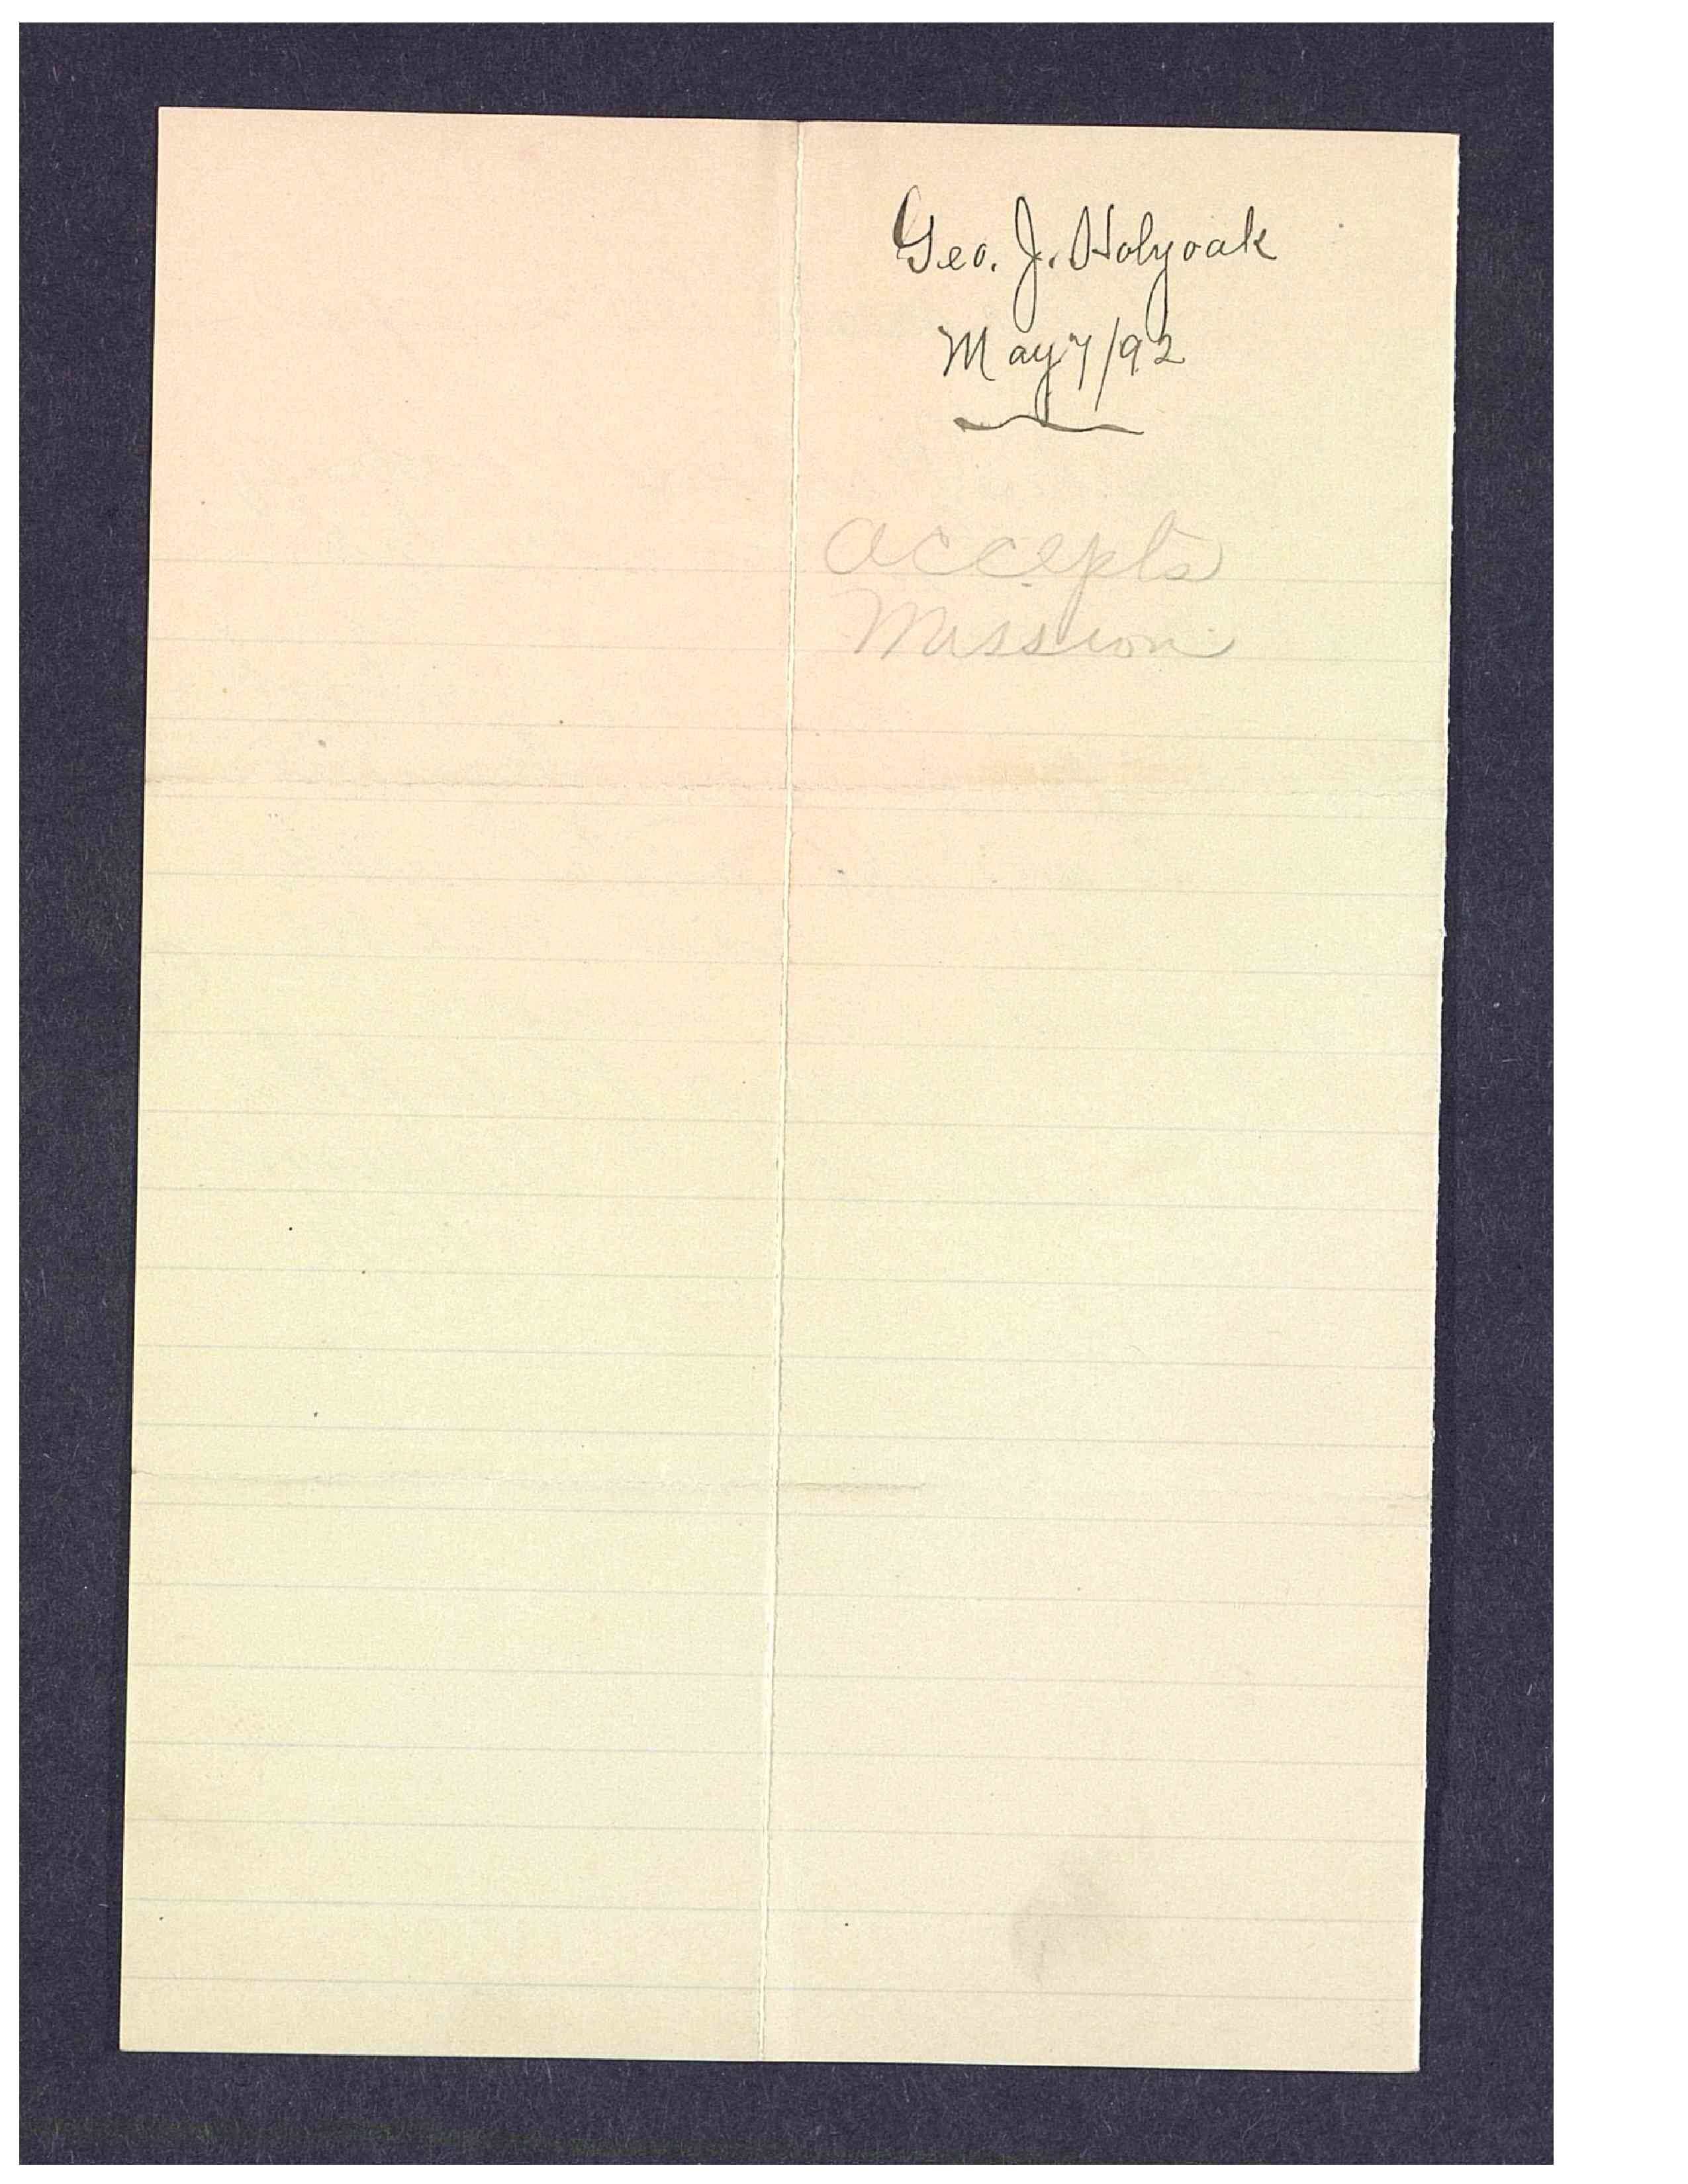 Geo. J. Holyoak
May 7/92
accepts
Mission